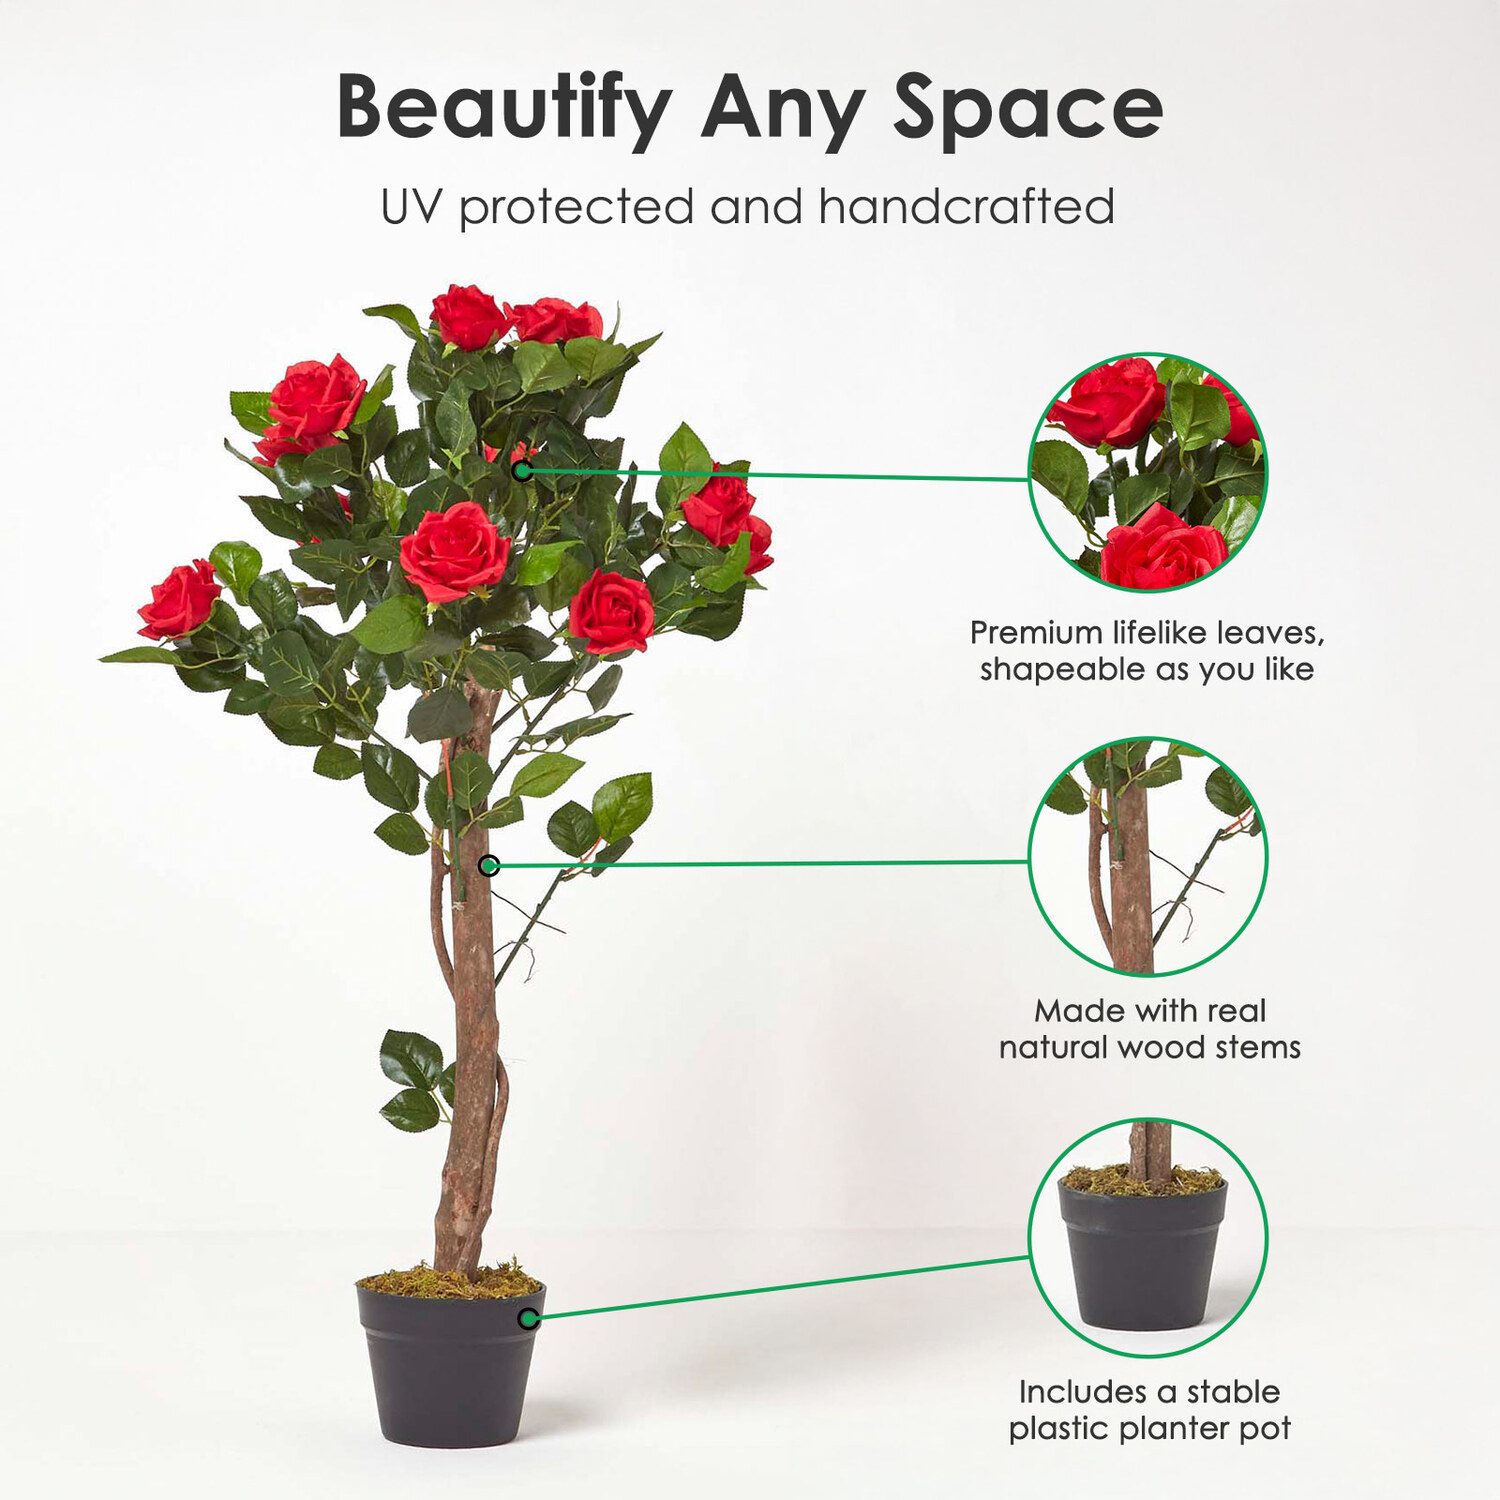 Beautify Any Space
UV protected and handcrafted
Premium lifelike leaves,
shapeable as you like
Made with real
natural wood stems
Includes a stable
plastic planter pot